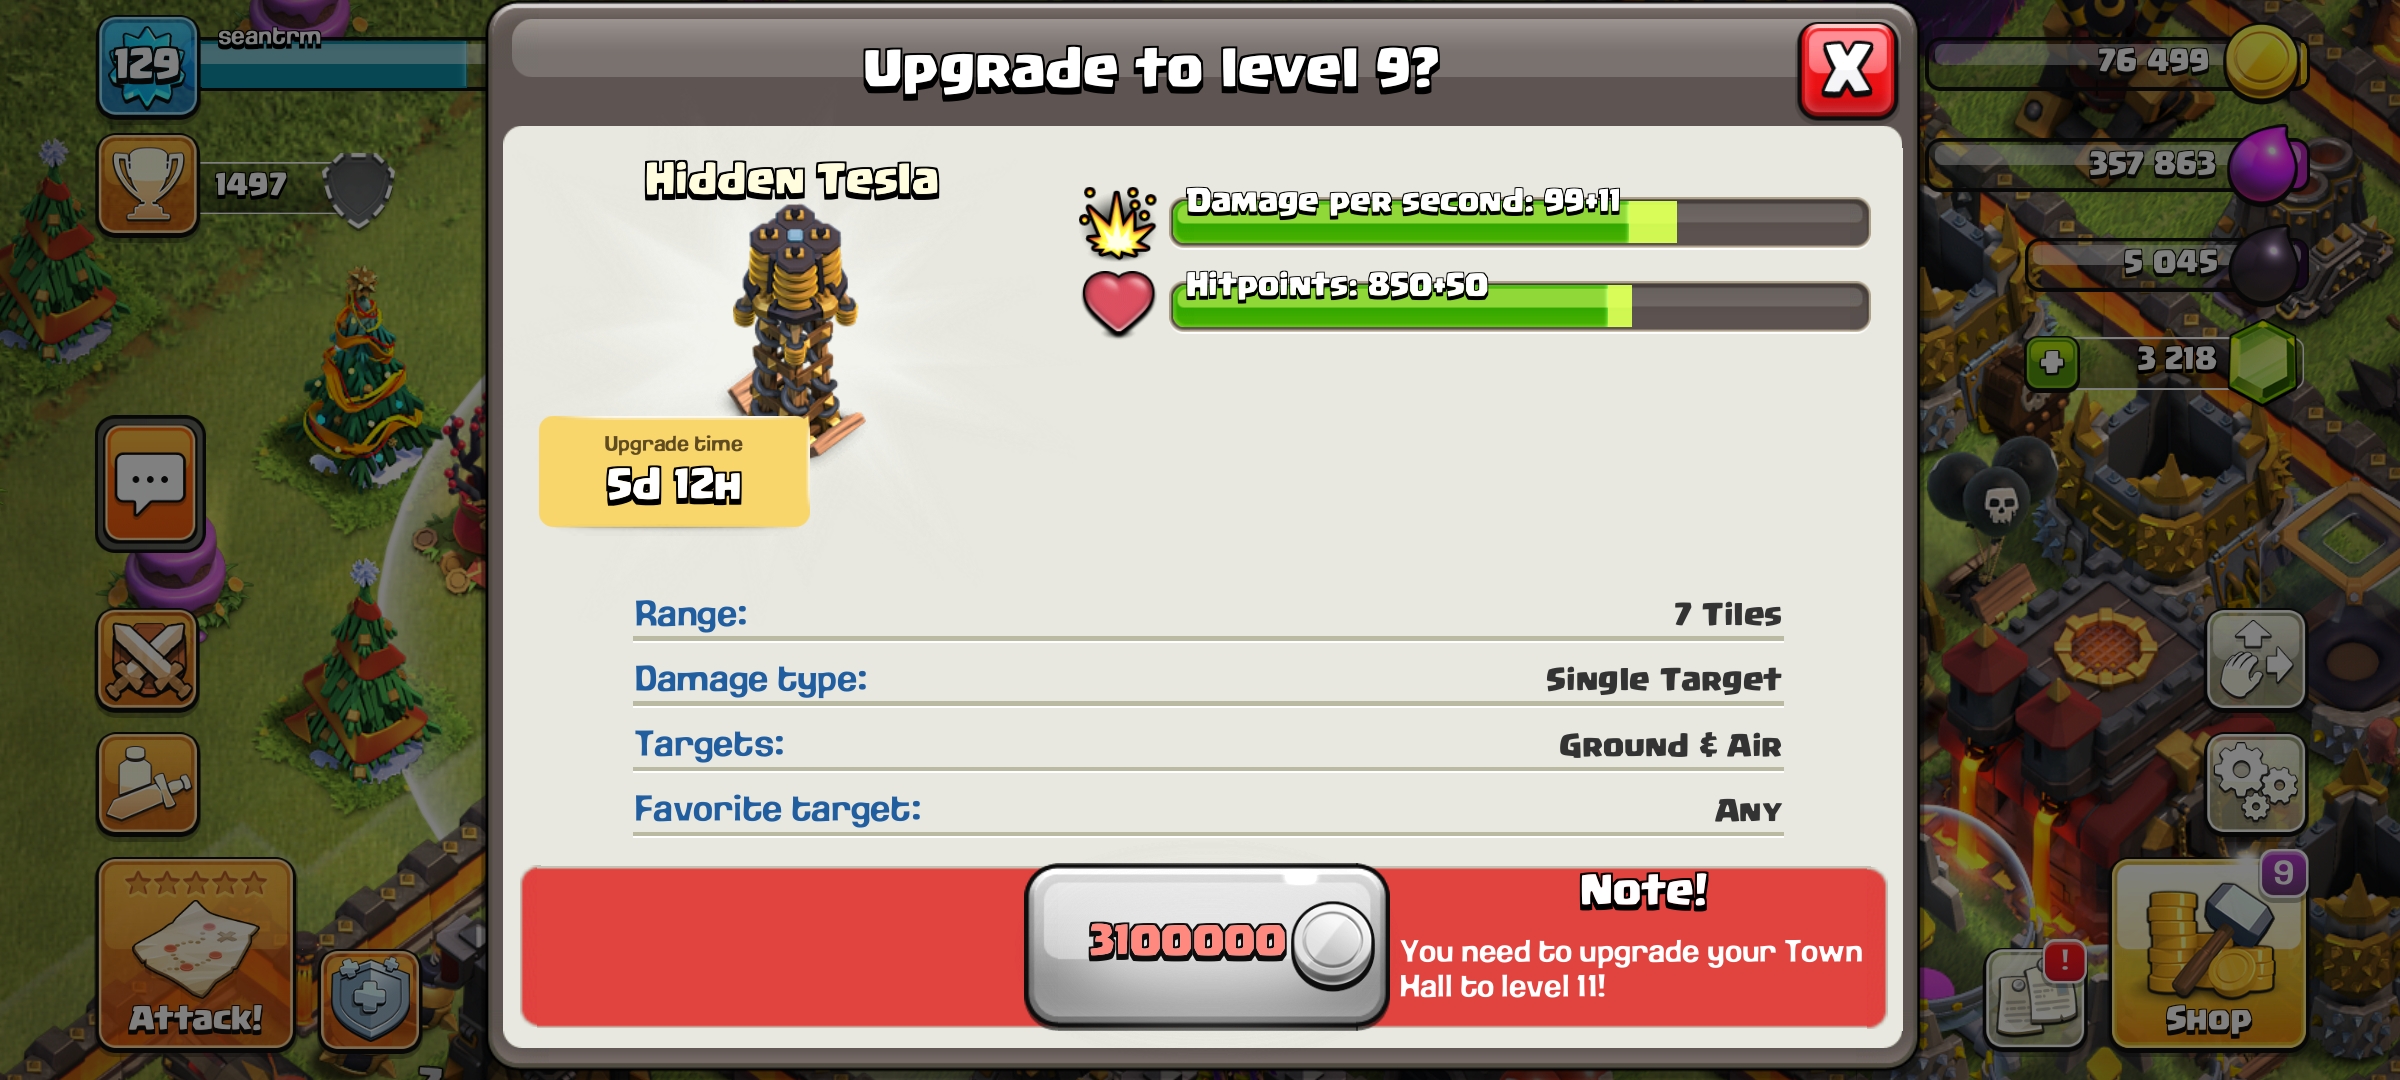 129
seantrm
1497
Attack!
Upgrade to level 9?
X
Hidden Tesla
Damage per second: 99+11
Hitpoints: 850+50
Upgrade time
5d 12H
Range: 7 Tiles
Damage type: Single Target
Targets: Ground & Air
Favorite target: Any
3100000
Note!
You need to upgrade your Town
Hall to level 11!
76 499
357 863
5 045
3 218
9
!
Shop